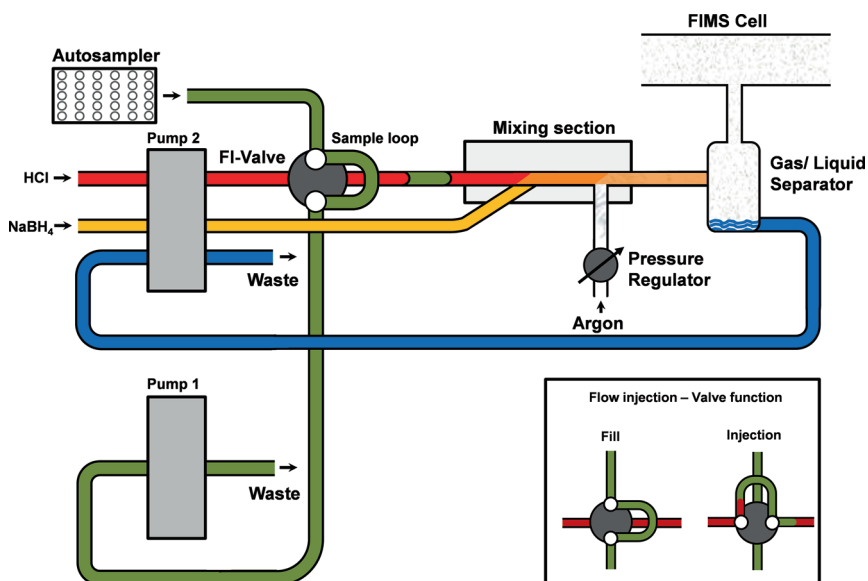 FIMS Cell
Autosampler
Pump 2
FI-Valve
Sample loop
Mixing section
Gas/ Liquid
Separator
HCl
NaBH₄
Waste
Pressure
Regulator
Argon
Pump 1
Waste
Flow injection – Valve function
Fill
Injection